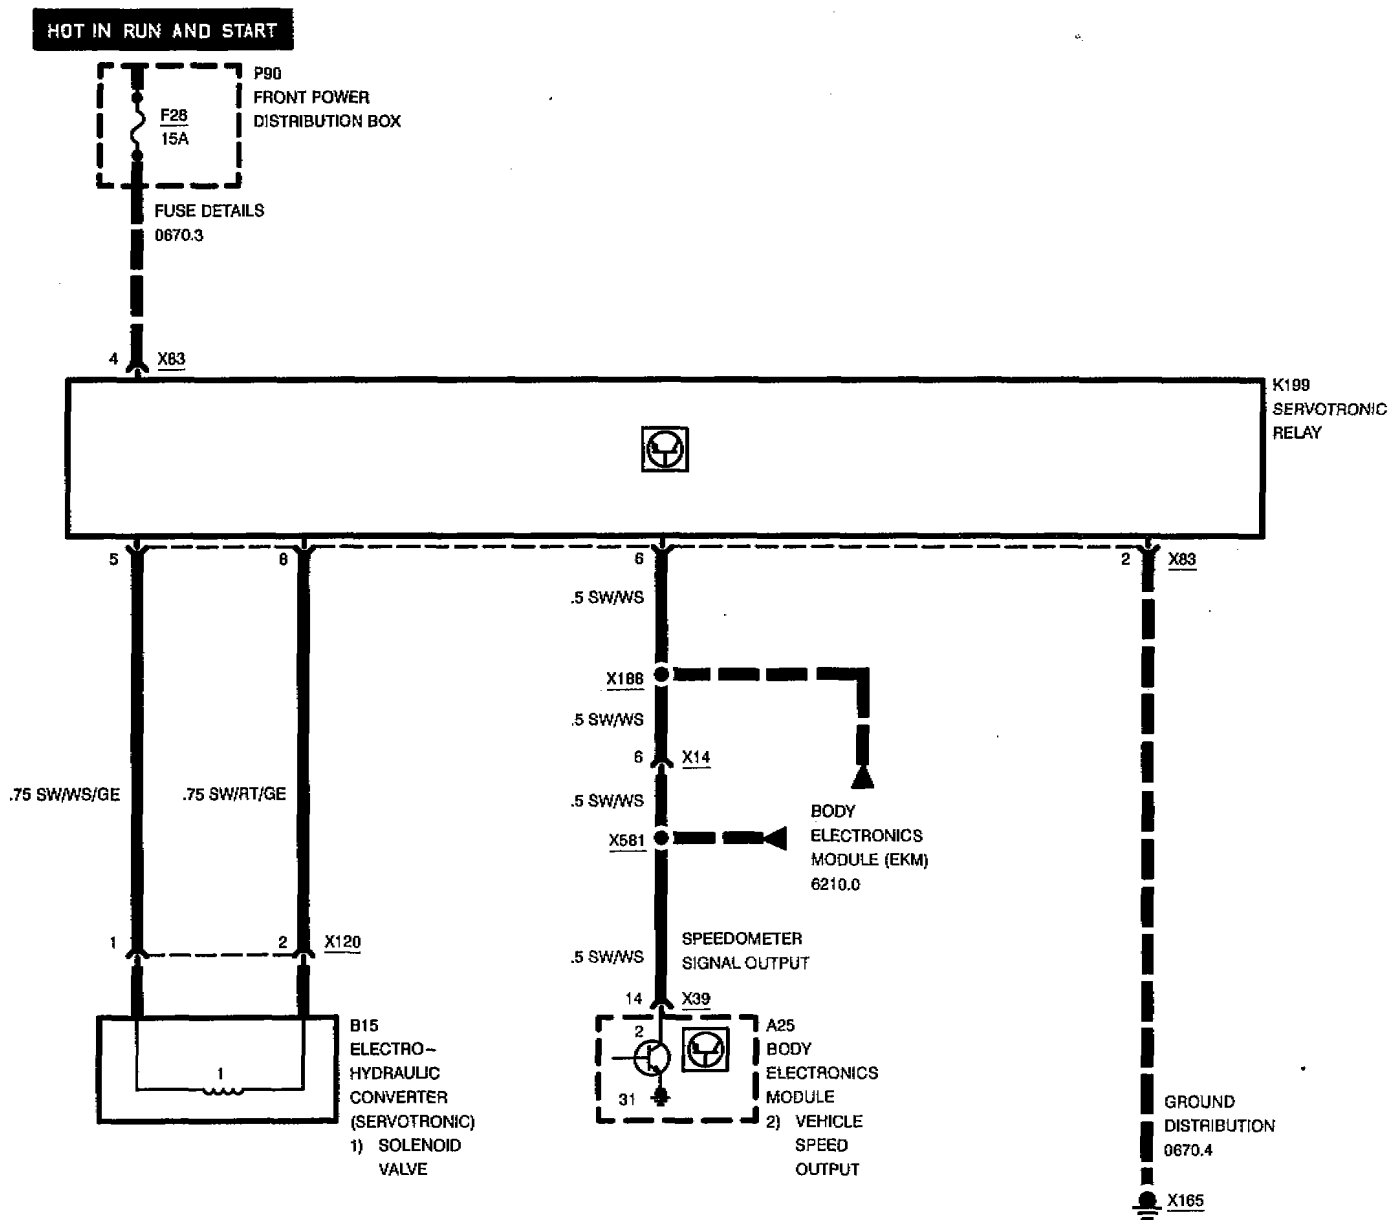 HOT IN RUN AND START
P90
FRONT POWER
DISTRIBUTION BOX
F28
15A
FUSE DETAILS
0670.3
4 X83
K199
SERVOTRONIC
RELAY
5 8 6 2 X83
.5 SW/WS
X188
.5 SW/WS
6 X14
.75 SW/WS/GE .75 SW/RT/GE .5 SW/WS
X581
BODY
ELECTRONICS
MODULE (EKM)
6210.0
1 2 X120
SPEEDOMETER
SIGNAL OUTPUT
.5 SW/WS
14 X39
B15
ELECTRO-
HYDRAULIC
CONVERTER
(SERVOTRONIC)
1) SOLENOID
VALVE
1
2
31
A25
BODY
ELECTRONICS
MODULE
2) VEHICLE
SPEED
OUTPUT
GROUND
DISTRIBUTION
0670.4
X165